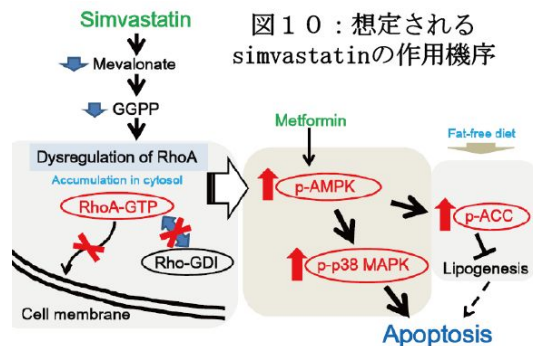 Simvastatin
図１０：想定される
simvastatinの作用機序
Mevalonate
GGPP
Dysregulation of RhoA
Accumulation in cytosol
RhoA-GTP
Rho-GDI
Cell membrane
Metformin
p-AMPK
p-p38 MAPK
Fat-free diet
p-ACC
Lipogenesis
Apoptosis